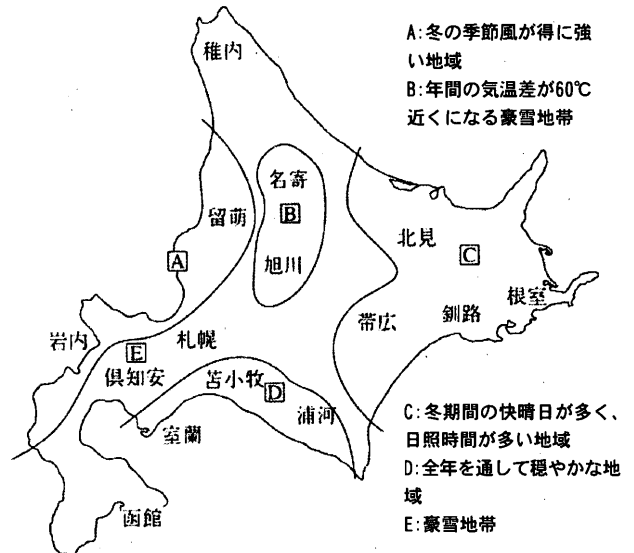 稚内
A:冬の季節風が得に強
い地域
B:年間の気温差が60℃
近くになる豪雪地帯
名寄
留萌
B
北見
旭川
C
A
根室
帯広
釧路
岩内
札幌
E
倶知安
苫小牧
D
浦河
室蘭
函館
C:冬期間の快晴日が多く、
日照時間が多い地域
D:全年を通して穏やかな地
域
E:豪雪地帯